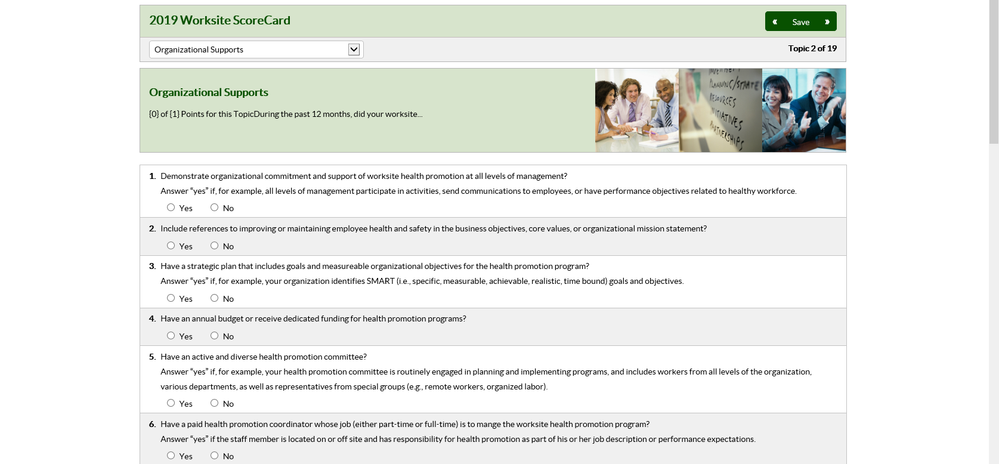 2019 Worksite ScoreCard
« Save »
Organizational Supports
Topic 2 of 19
Organizational Supports
{0} of {1} Points for this TopicDuring the past 12 months, did your worksite...
PLANNING/STRATE
RESOURCES
INITIATIVES
PARTNERSHIPS
1. Demonstrate organizational commitment and support of worksite health promotion at all levels of management?
Answer “yes” if, for example, all levels of management participate in activities, send communications to employees, or have performance objectives related to healthy workforce.
Yes No
2. Include references to improving or maintaining employee health and safety in the business objectives, core values, or organizational mission statement?
Yes No
3. Have a strategic plan that includes goals and measureable organizational objectives for the health promotion program?
Answer “yes” if, for example, your organization identifies SMART (i.e., specific, measurable, achievable, realistic, time bound) goals and objectives.
Yes No
4. Have an annual budget or receive dedicated funding for health promotion programs?
Yes No
5. Have an active and diverse health promotion committee?
Answer “yes” if, for example, your health promotion committee is routinely engaged in planning and implementing programs, and includes workers from all levels of the organization,
various departments, as well as representatives from special groups (e.g., remote workers, organized labor).
Yes No
6. Have a paid health promotion coordinator whose job (either part-time or full-time) is to mange the worksite health promotion program?
Answer “yes” if the staff member is located on or off site and has responsibility for health promotion as part of his or her job description or performance expectations.
Yes No